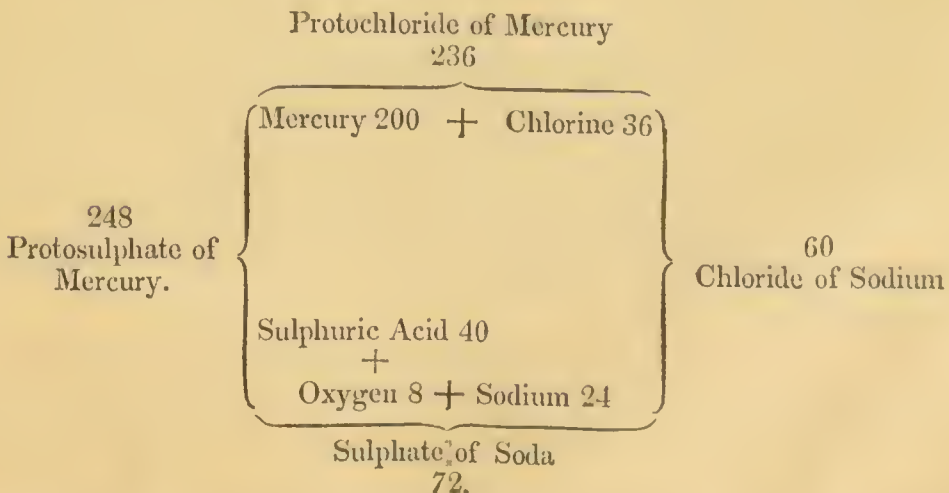 Protochloride of Mercury
236
Mercury 200 + Chlorine 36
248
Protosulphate of
Mercury.
60
Chloride of Sodium
Sulphuric Acid 40
+
Oxygen 8 + Sodium 24
Sulphate of Soda
72.